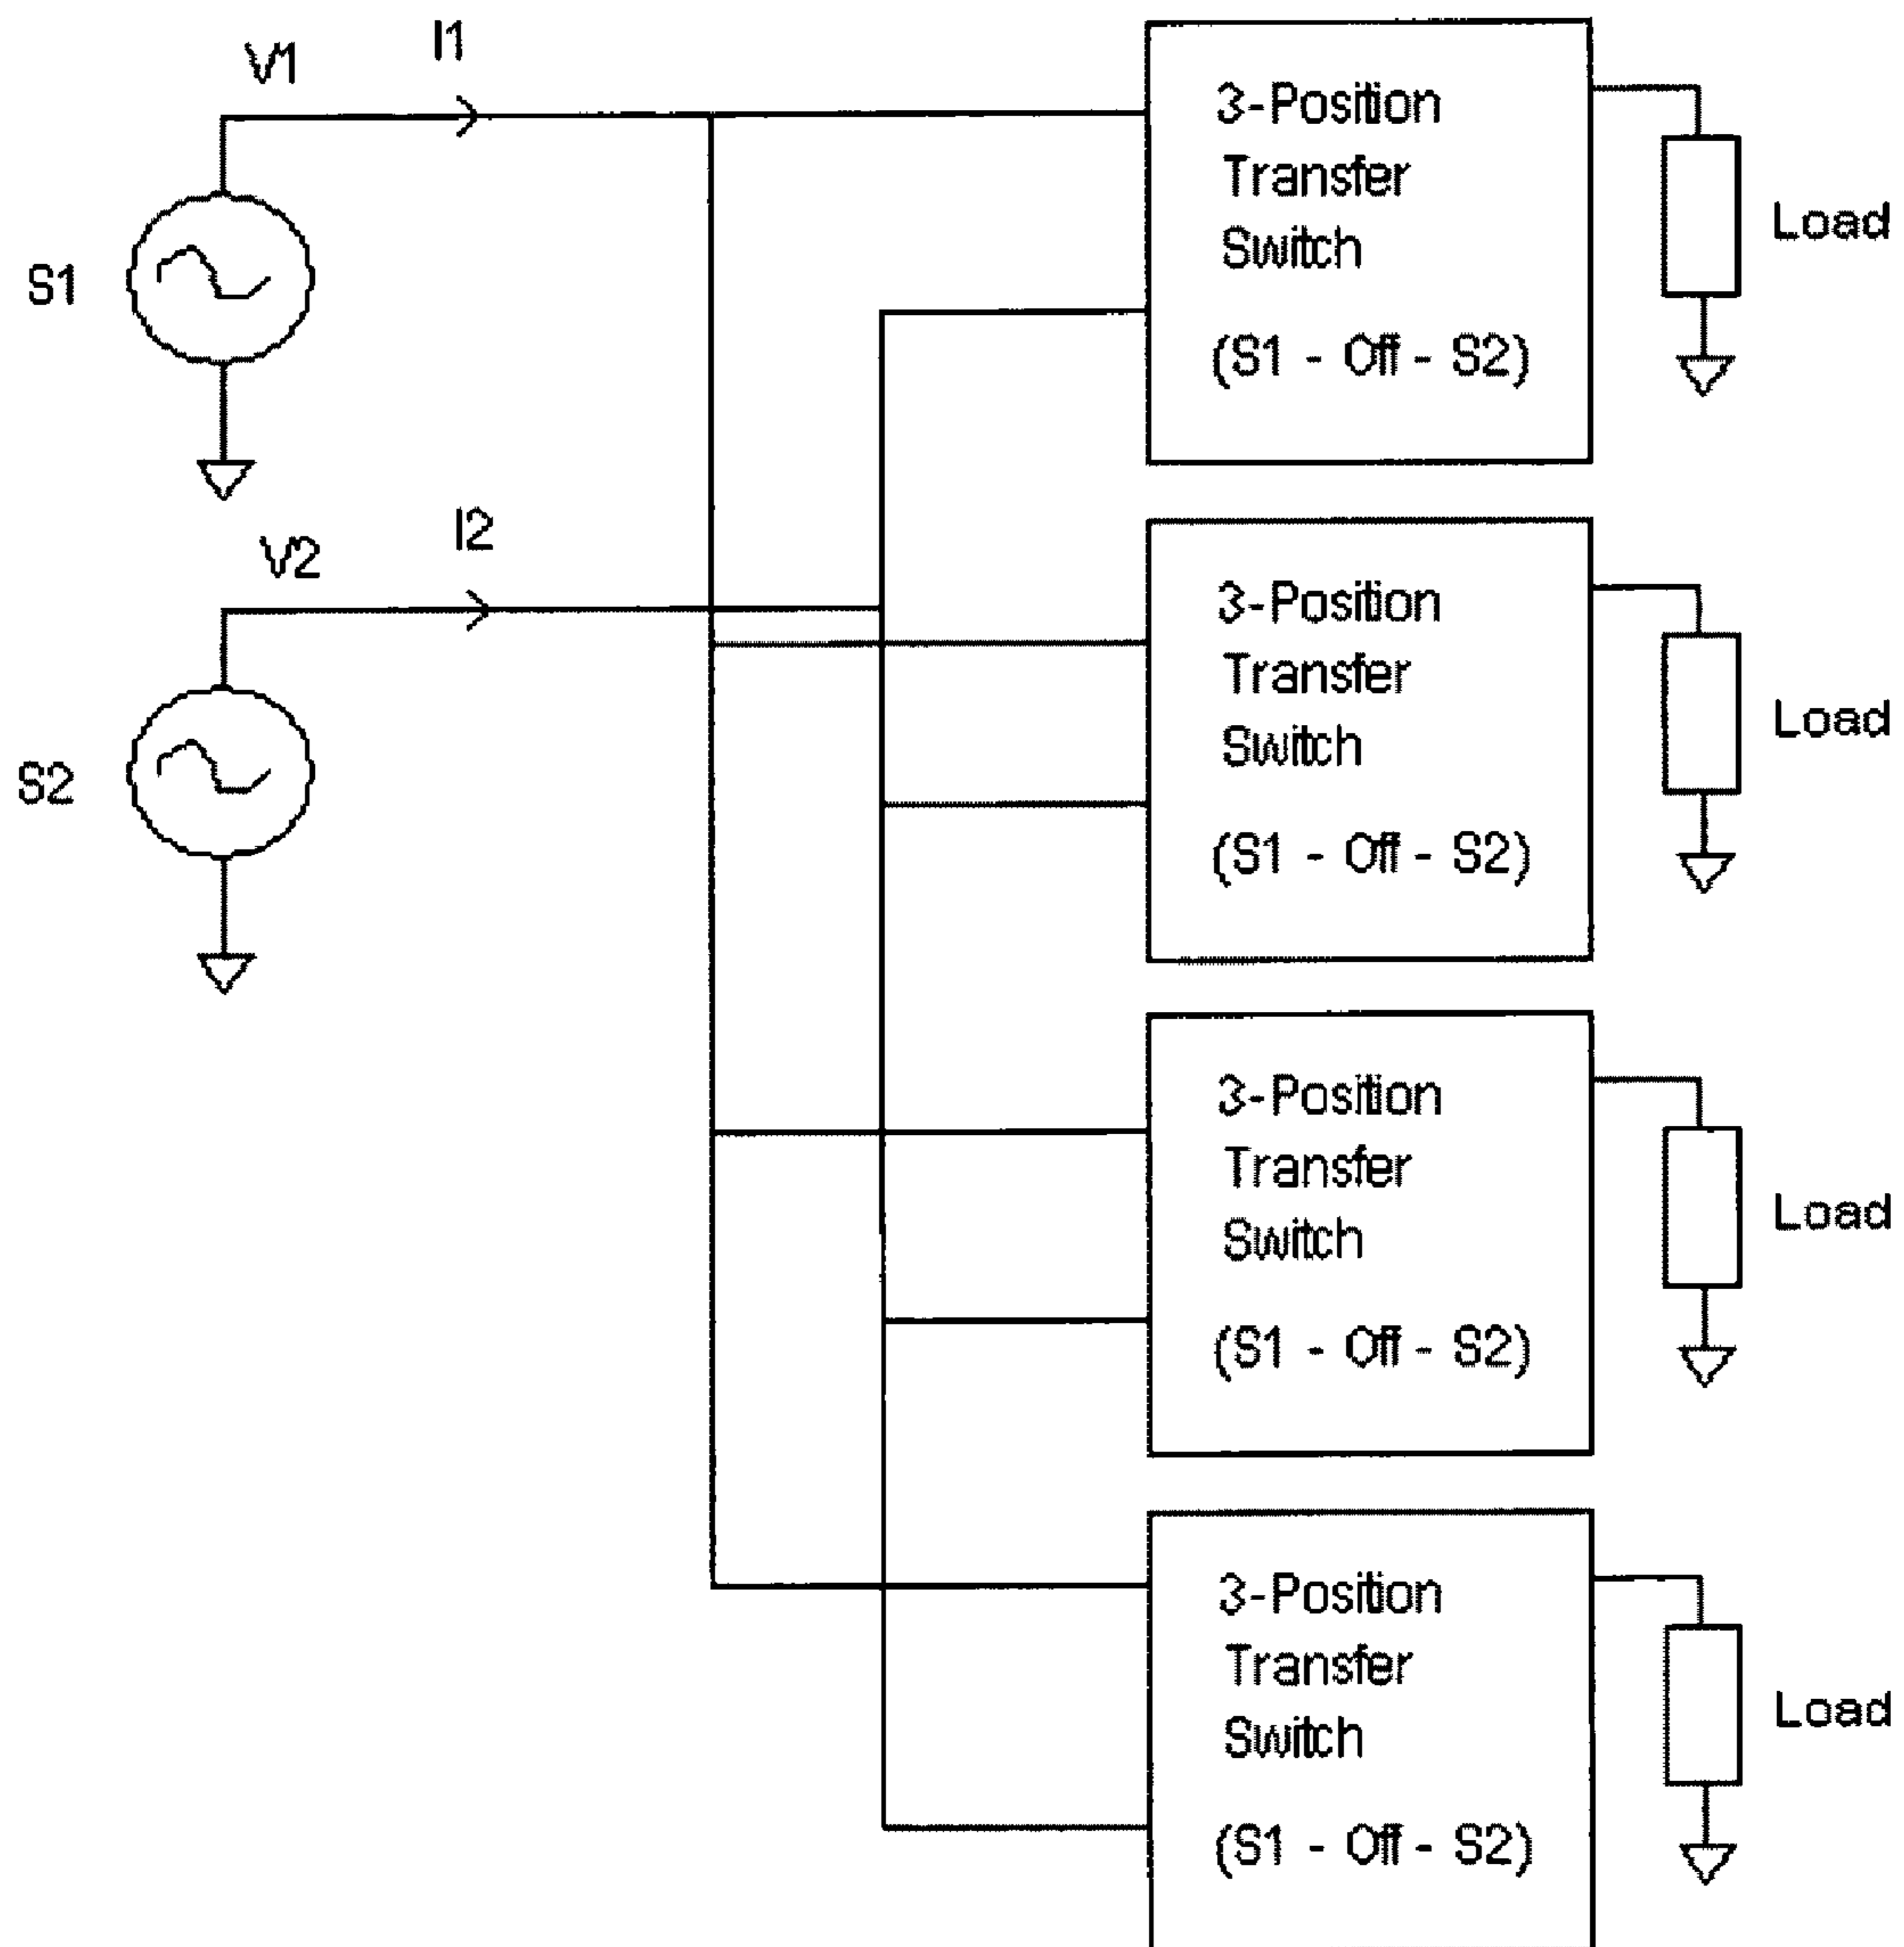 V1
I1
3-Position
Transfer
Switch
(S1 - Off - S2)
Load
S1
V2
I2
3-Position
Transfer
Switch
(S1 - Off - S2)
Load
S2
3-Position
Transfer
Switch
(S1 - Off - S2)
Load
3-Position
Transfer
Switch
(S1 - Off - S2)
Load